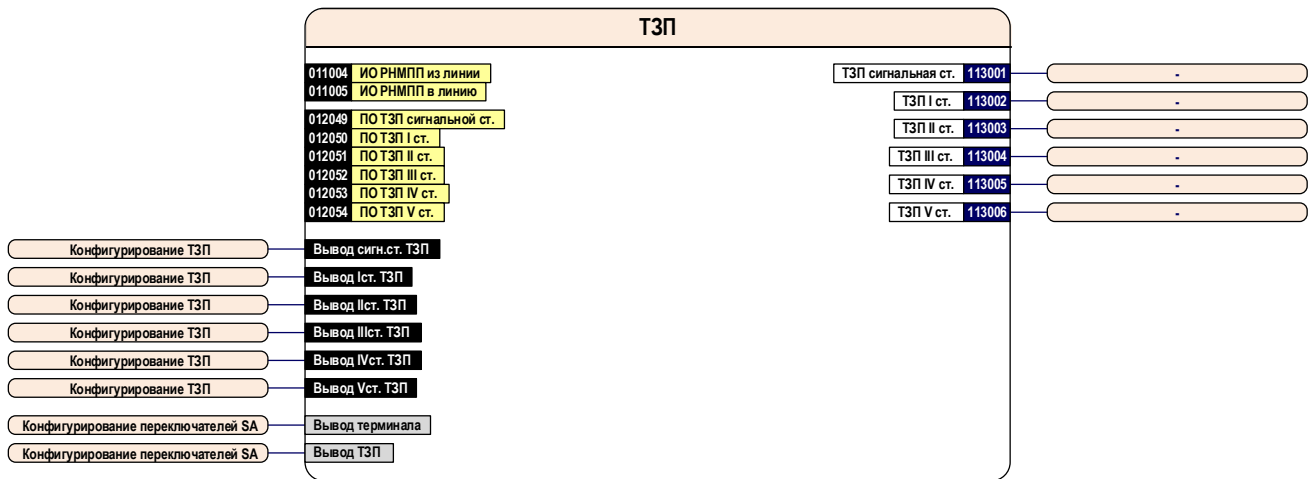 ТЗП
011004 ИО РНМПП из линии
011005 ИО РНМПП в линию
012049 ПО ТЗП сигнальной ст.
012050 ПО ТЗП I ст.
012051 ПО ТЗП II ст.
012052 ПО ТЗП III ст.
012053 ПО ТЗП IV ст.
012054 ПО ТЗП V ст.
ТЗП сигнальная ст. 113001 -
ТЗП I ст. 113002 -
ТЗП II ст. 113003 -
ТЗП III ст. 113004 -
ТЗП IV ст. 113005 -
ТЗП V ст. 113006 -
Конфигурирование ТЗП Вывод сигн.ст. ТЗП
Конфигурирование ТЗП Вывод Iст. ТЗП
Конфигурирование ТЗП Вывод IIст. ТЗП
Конфигурирование ТЗП Вывод IIIст. ТЗП
Конфигурирование ТЗП Вывод IVст. ТЗП
Конфигурирование ТЗП Вывод Vст. ТЗП
Конфигурирование переключателей SA Вывод терминала
Конфигурирование переключателей SA Вывод ТЗП